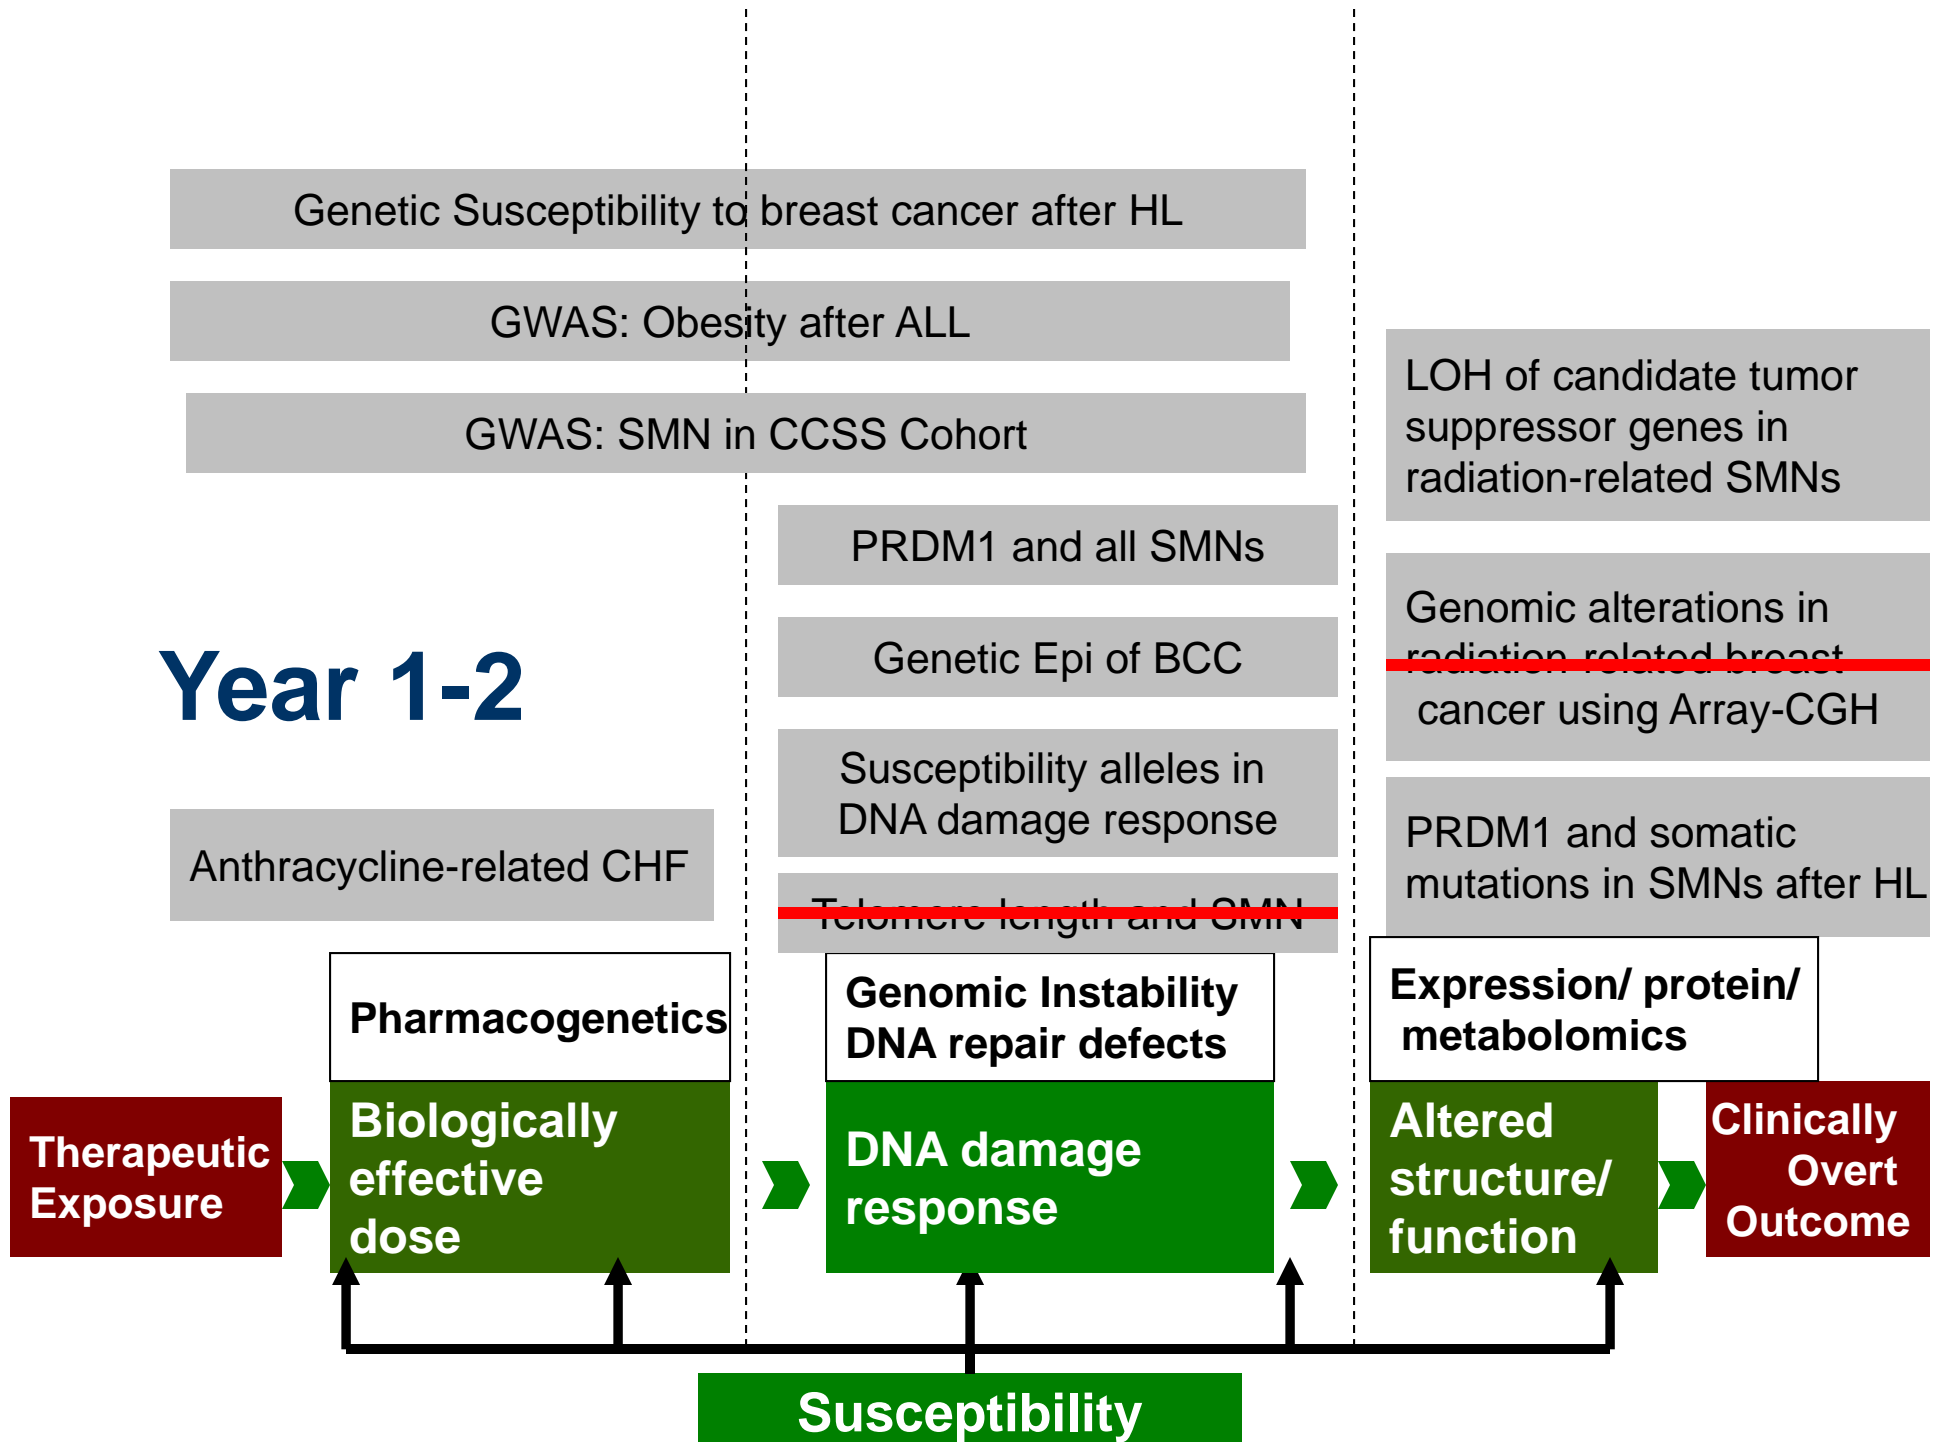 Genetic Susceptibility to breast cancer after HL
GWAS: Obesity after ALL
GWAS: SMN in CCSS Cohort
LOH of candidate tumor
suppressor genes in
radiation-related SMNs
PRDM1 and all SMNs
Genetic Epi of BCC
Genomic alterations in
radiation-related breast
cancer using Array-CGH
Year 1-2
Susceptibility alleles in
DNA damage response
PRDM1 and somatic
mutations in SMNs after HL
Anthracycline-related CHF
Telomere length and SMN
Pharmacogenetics
Genomic Instability
DNA repair defects
Expression/ protein/
metabolomics
Therapeutic
Exposure
Biologically
effective
dose
DNA damage
response
Altered
structure/
function
Clinically
Overt
Outcome
Susceptibility